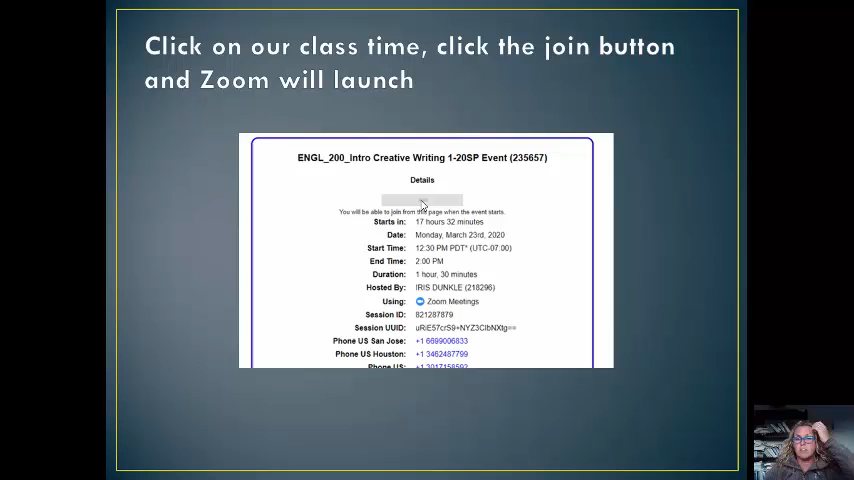 Click on our class time, click the join button
and Zoom will launch
ENGL_200_Intro Creative Writing 1-20SP Event (235657)
Details
You will be able to join from this page when the event starts.
Starts in: 17 hours 32 minutes
Date: Monday, March 23rd, 2020
Start Time: 12:30 PM PDT* (UTC-07:00)
End Time: 2:00 PM
Duration: 1 hour, 30 minutes
Hosted By: IRIS DUNKLE (218296)
Using: Zoom Meetings
Session ID: 821287879
Session UUID:
Phone US San Jose: +1 6699006833
Phone US Houston: +1 3462487799
Phone US: +1 3017158592